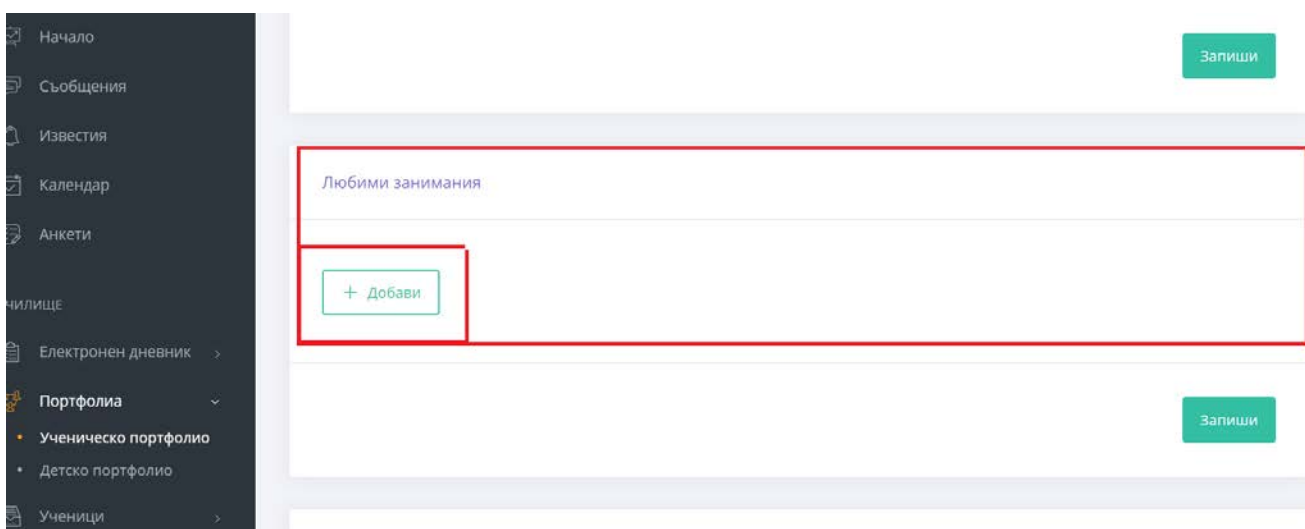 Начало
Съобщения
Известия
Календар
Анкети
Електронен дневник
Портфолиа
Ученическо портфолио
Детско портфолио
Ученици
Запиши
Любими занимания
+ Добави
Запиши